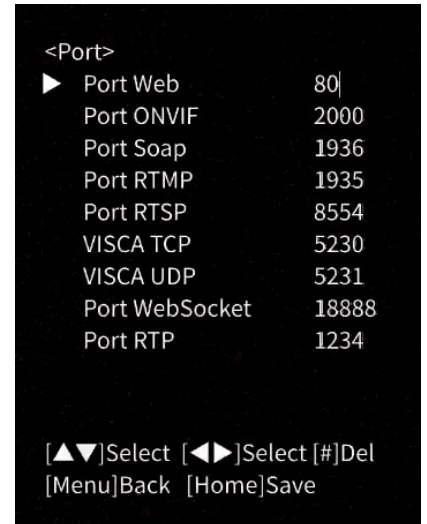 <Port>
▶ Port Web 80
Port ONVIF 2000
Port Soap 1936
Port RTMP 1935
Port RTSP 8554
VISCA TCP 5230
VISCA UDP 5231
Port WebSocket 18888
Port RTP 1234
[▲▼]Select [◀▶]Select [#]Del
[Menu]Back [Home]Save